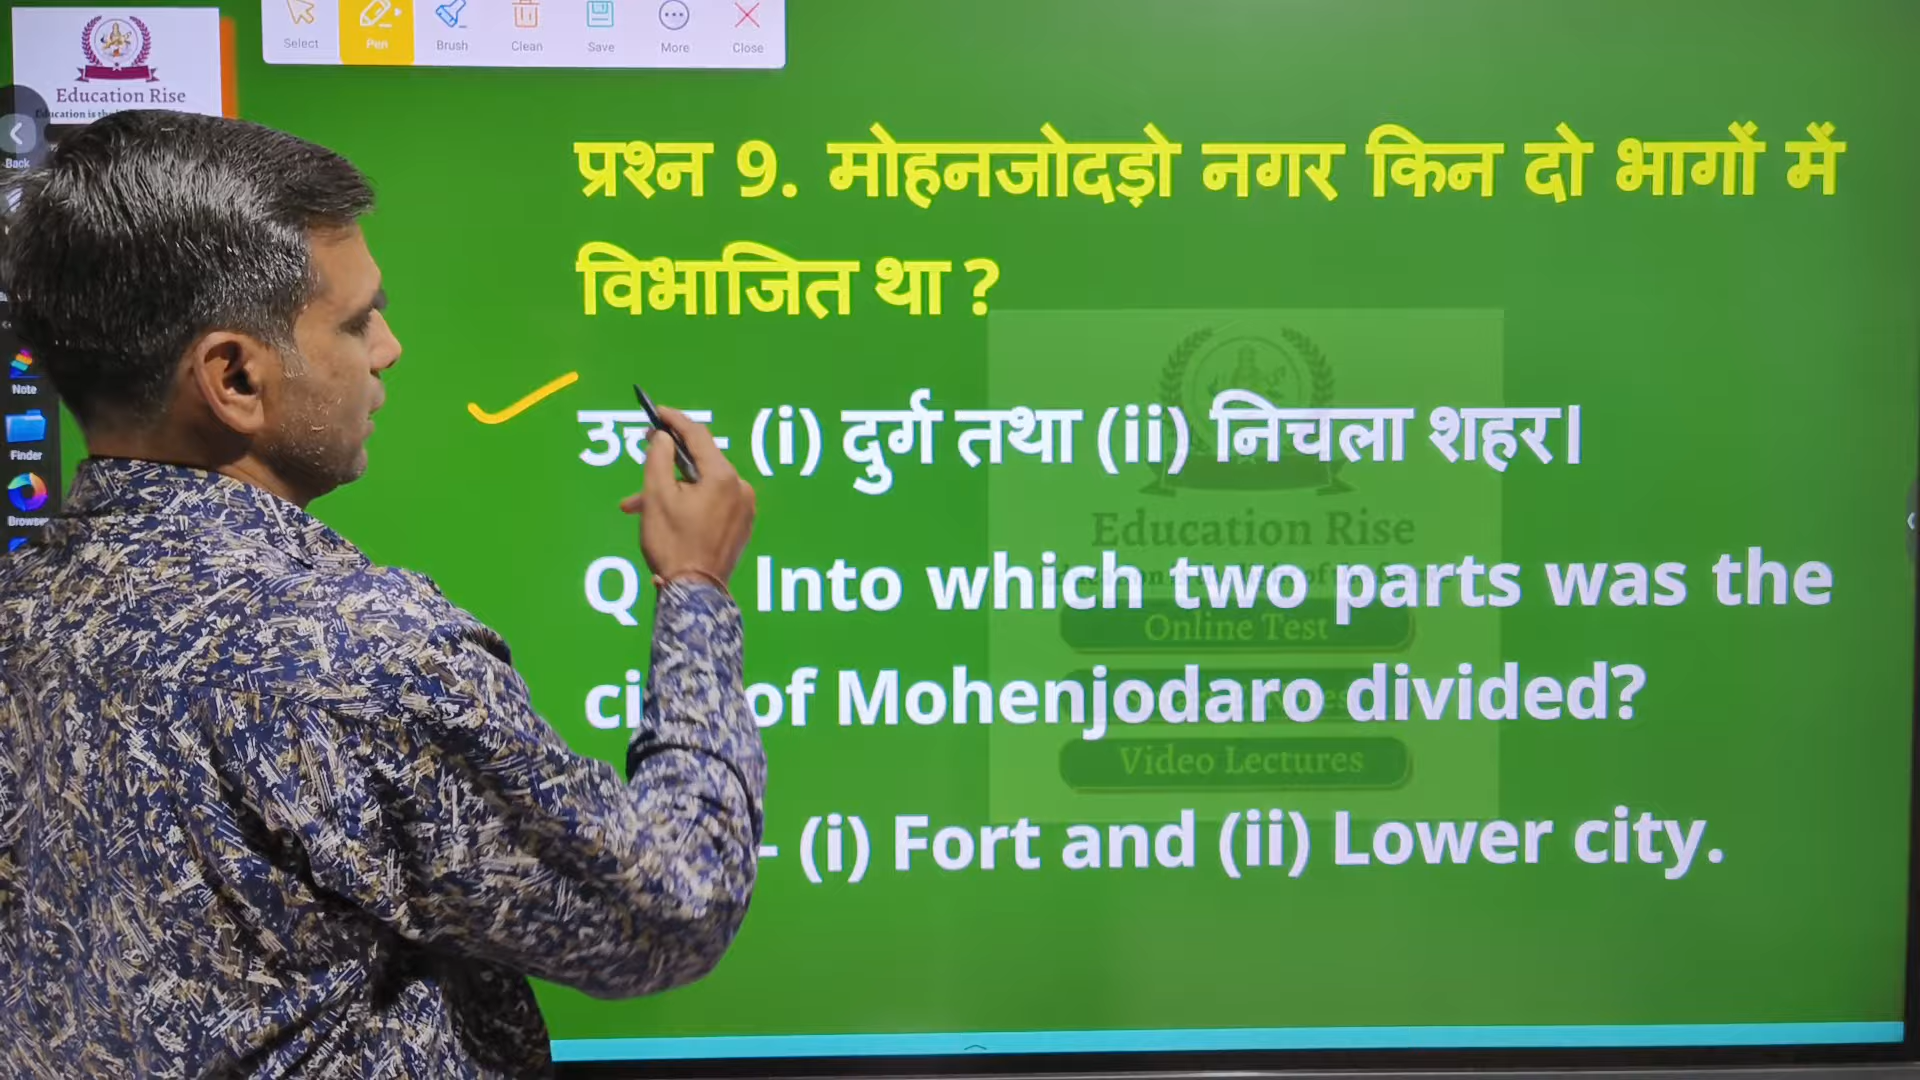 Select Pen Brush Clean Save More Close
Education Rise
Back
प्रश्न 9. मोहनजोदड़ो नगर किन दो भागों में
विभाजित था ?
Note
(i) दुर्ग तथा (ii) निचला शहर।
Finder
Education Rise
Q Into which two parts was the
Online Test
of Mohenjodaro divided?
Video Lectures
- (i) Fort and (ii) Lower city.